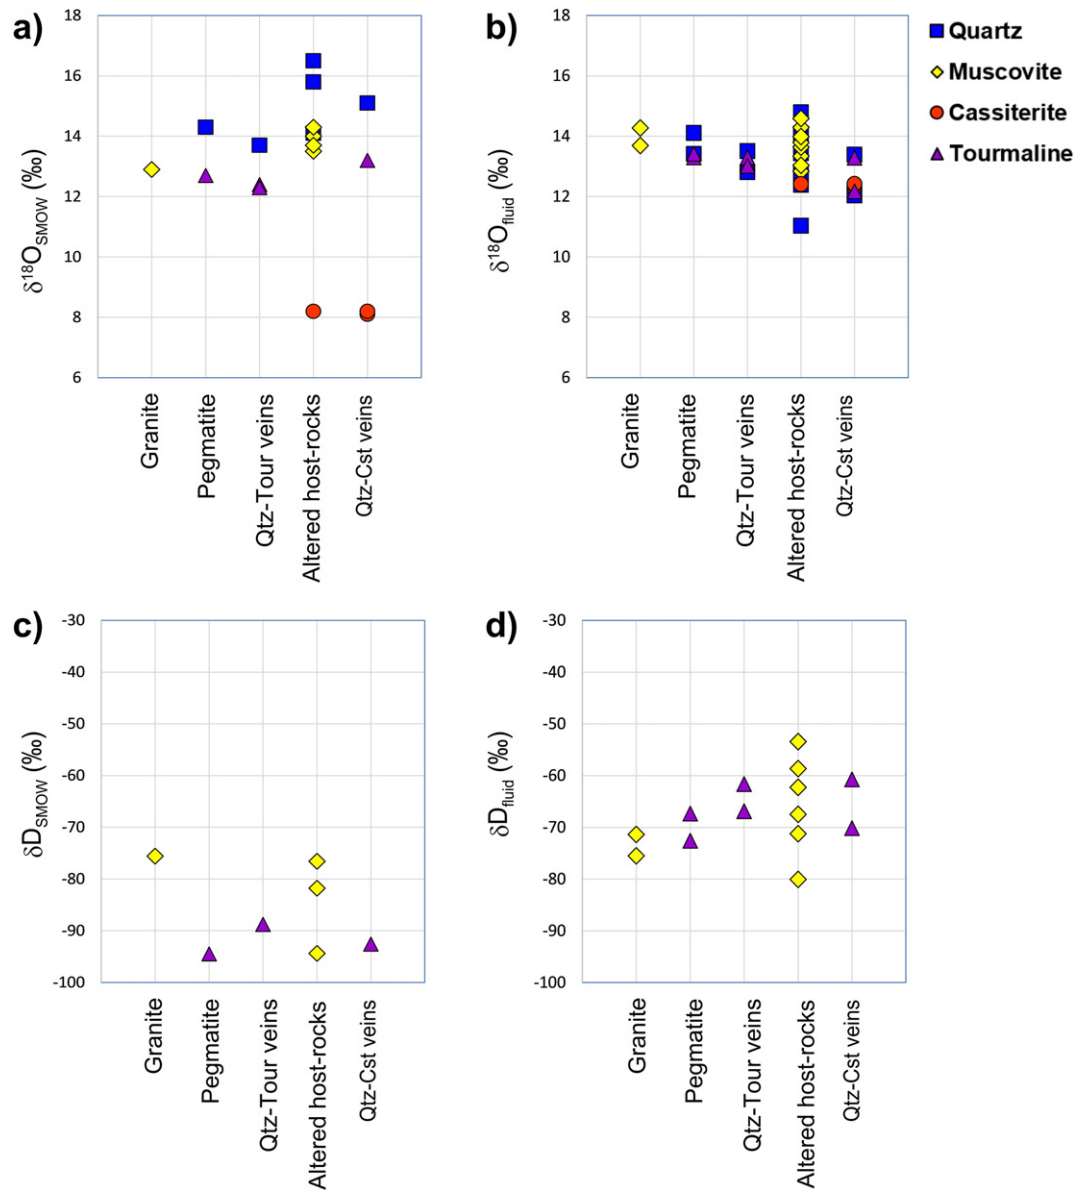 a)
18
16
14
12
10
8
6
δ18OSMOW (‰)
Granite
Pegmatite
Qtz-Tour veins
Altered host-rocks
Qtz-Cst veins
b)
18
16
14
12
10
8
6
δ18Ofluid (‰)
Granite
Pegmatite
Qtz-Tour veins
Altered host-rocks
Qtz-Cst veins
Quartz
Muscovite
Cassiterite
Tourmaline
c)
-30
-40
-50
-60
-70
-80
-90
-100
δDSMOW (‰)
Granite
Pegmatite
Qtz-Tour veins
Altered host-rocks
Qtz-Cst veins
d)
-30
-40
-50
-60
-70
-80
-90
-100
δDfluid (‰)
Granite
Pegmatite
Qtz-Tour veins
Altered host-rocks
Qtz-Cst veins